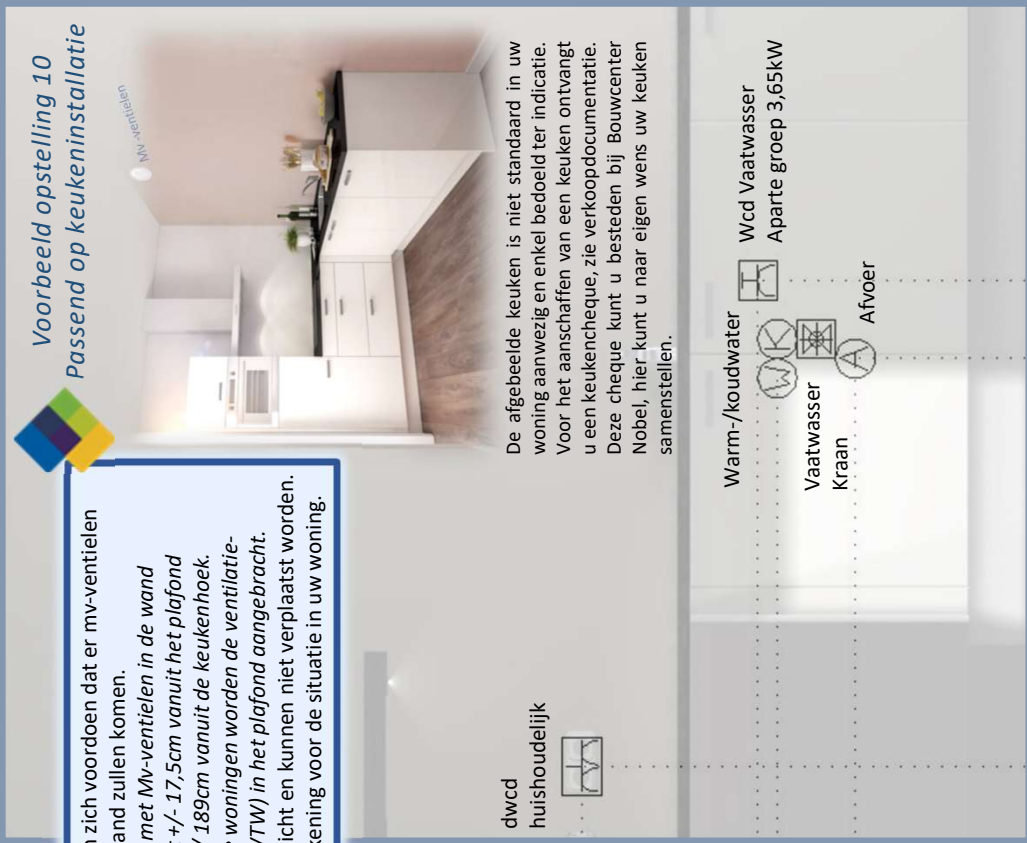 Voorbeeld opstelling 10
Passend op keukeninstallatie
Mv -ventielen
zich voordoen dat er mv-ventielen
and zullen komen.
met Mv-ventielen in de wand
+/- 17,5cm vanuit het plafond
/ 189cm vanuit de keukenhoek.
woningen worden de ventilatie-
VTW) in het plafond aangebracht.
icht en kunnen niet verplaatst worden.
kening voor de situatie in uw woning.
De afgebeelde keuken is niet standaard in uw
woning aanwezig en enkel bedoeld ter indicatie.
Voor het aanschaffen van een keuken ontvangt
u een keukencheque, zie verkoopdocumentatie.
Deze cheque kunt u besteden bij Bouwcenter
Nobel, hier kunt u naar eigen wens uw keuken
samenstellen.
dwcd
huishoudelijk
Warm-/koudwater
W K
Wcd Vaatwasser
Aparte groep 3,65kW
Vaatwasser
Kraan
A
Afvoer